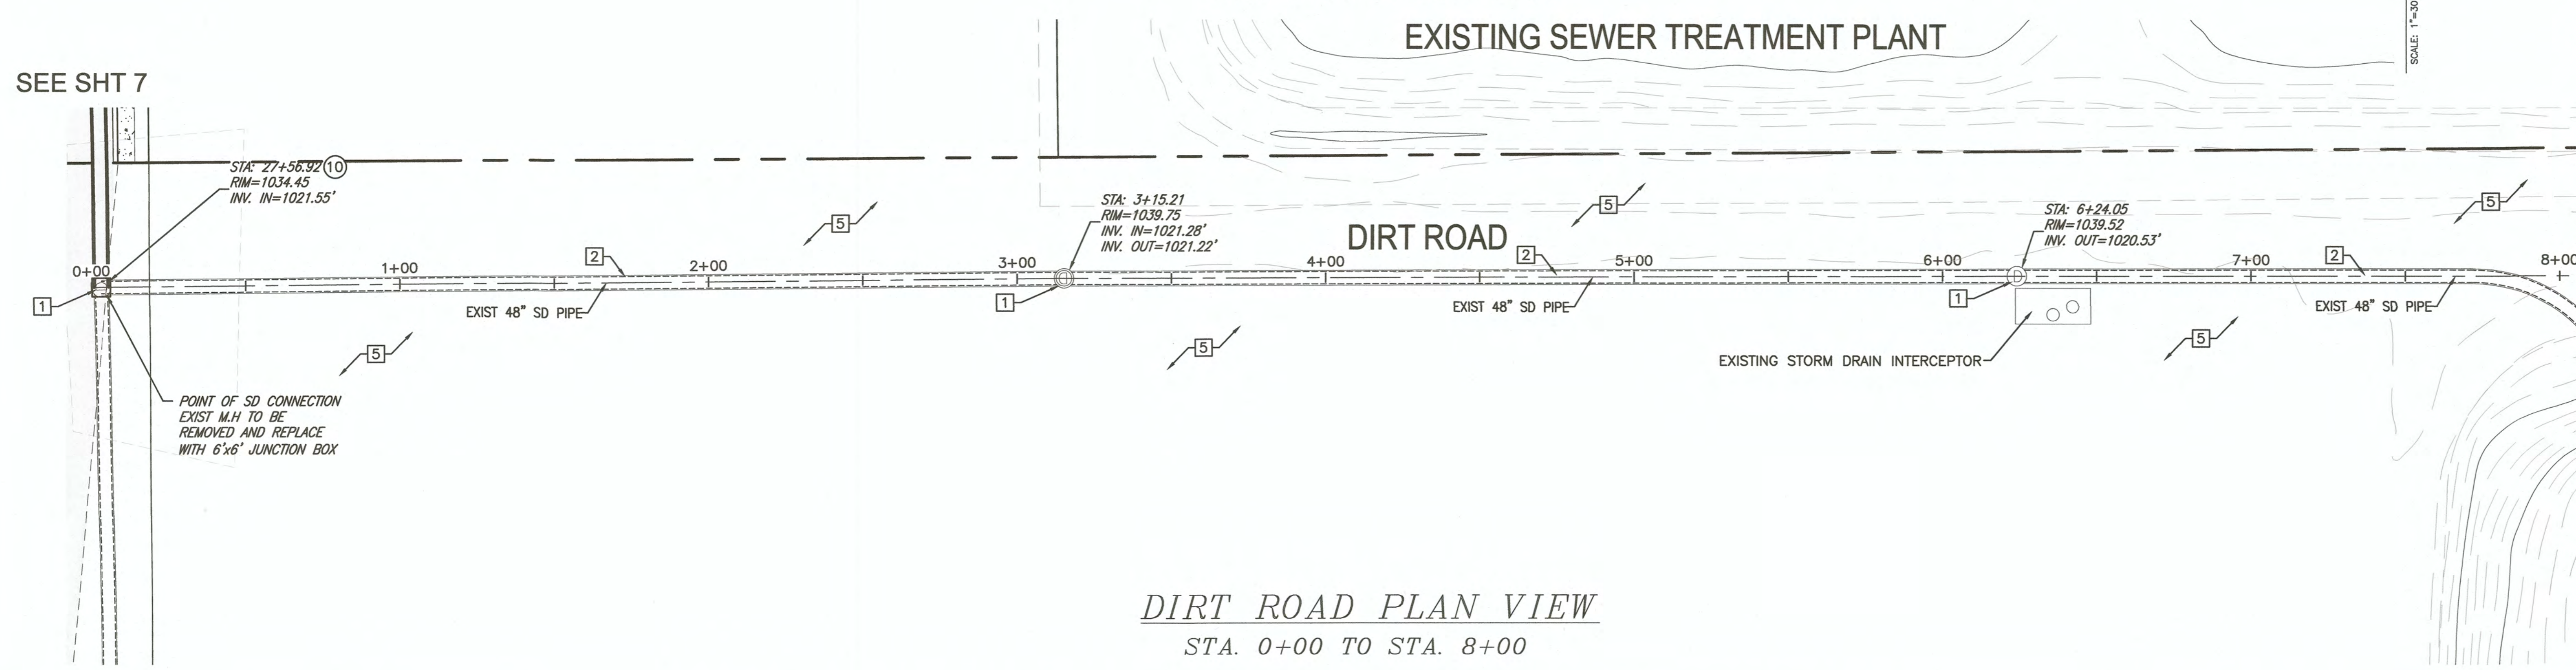 EXISTING SEWER TREATMENT PLANT
SCALE: 1"=30
SEE SHT 7
STA: 27+56.92 10
RIM=1034.45
INV. IN=1021.55'
STA: 3+15.21
RIM=1039.75
INV. IN=1021.28'
INV. OUT=1021.22'
STA: 6+24.05
RIM=1039.52
INV. OUT=1020.53'
5
5
5
DIRT ROAD
2
2
2
0+00
1+00
2+00
3+00
4+00
5+00
6+00
7+00
8+00
1
1
1
EXIST 48" SD PIPE
EXIST 48" SD PIPE
EXIST 48" SD PIPE
5
5
5
EXISTING STORM DRAIN INTERCEPTOR
POINT OF SD CONNECTION
EXIST M.H TO BE
REMOVED AND REPLACE
WITH 6'x6' JUNCTION BOX
DIRT ROAD PLAN VIEW
STA. 0+00 TO STA. 8+00